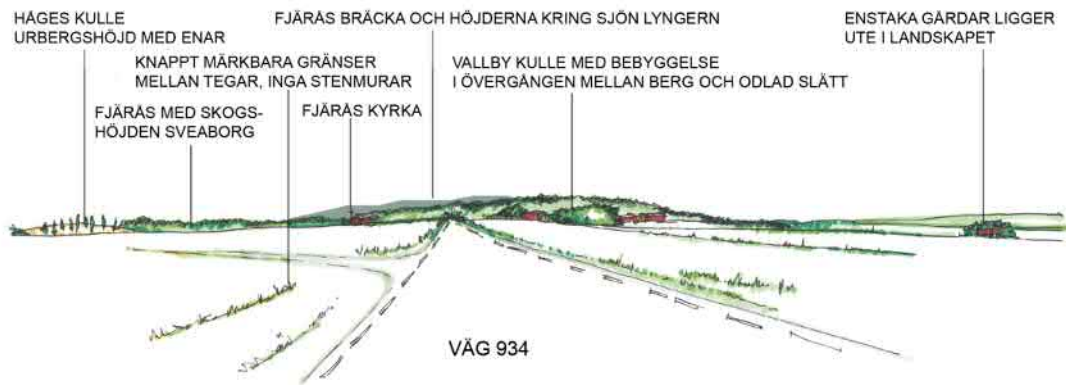 HÅGES KULLE
URBERGSHÖJD MED ENAR
FJÄRÅS BRÄCKA OCH HÖJDERNA KRING SJÖN LYNGERN
ENSTAKA GÅRDAR LIGGER
UTE I LANDSKAPET
KNAPPT MÄRKBARA GRÄNSER
MELLAN TEGAR, INGA STENMURAR
VALLBY KULLE MED BEBYGGELSE
I ÖVERGÅNGEN MELLAN BERG OCH ODLAD SLÄTT
FJÄRÅS MED SKOGS-
HÖJDEN SVEABORG
FJÄRÅS KYRKA
VÄG 934